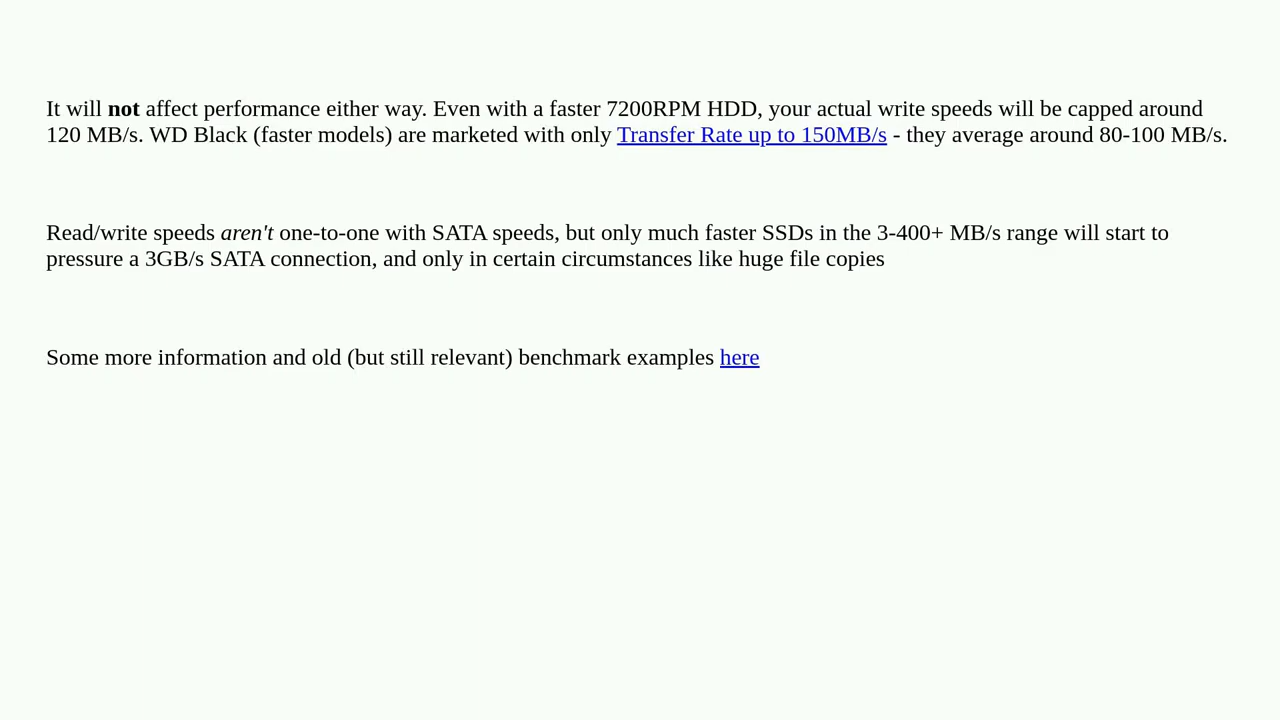 It will not affect performance either way. Even with a faster 7200RPM HDD, your actual write speeds will be capped around
120 MB/s. WD Black (faster models) are marketed with only Transfer Rate up to 150MB/s - they average around 80-100 MB/s.
Read/write speeds aren't one-to-one with SATA speeds, but only much faster SSDs in the 3-400+ MB/s range will start to
pressure a 3GB/s SATA connection, and only in certain circumstances like huge file copies
Some more information and old (but still relevant) benchmark examples here